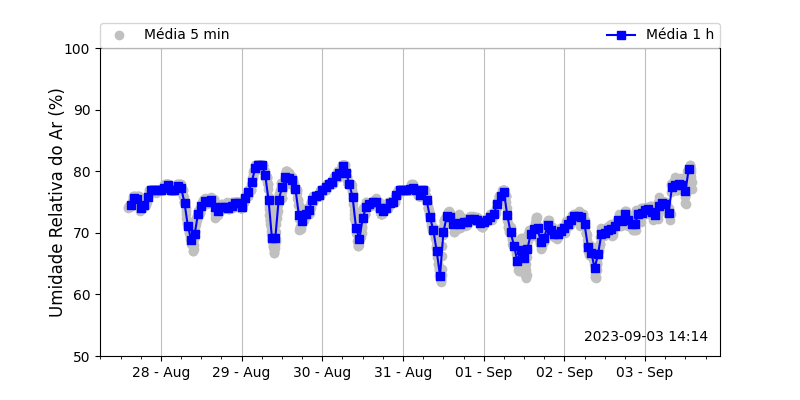 Média 5 min
Média 1 h
Umidade Relativa do Ar (%)
100
90
80
70
60
50
2023-09-03 14:14
28 - Aug
29 - Aug
30 - Aug
31 - Aug
01 - Sep
02 - Sep
03 - Sep